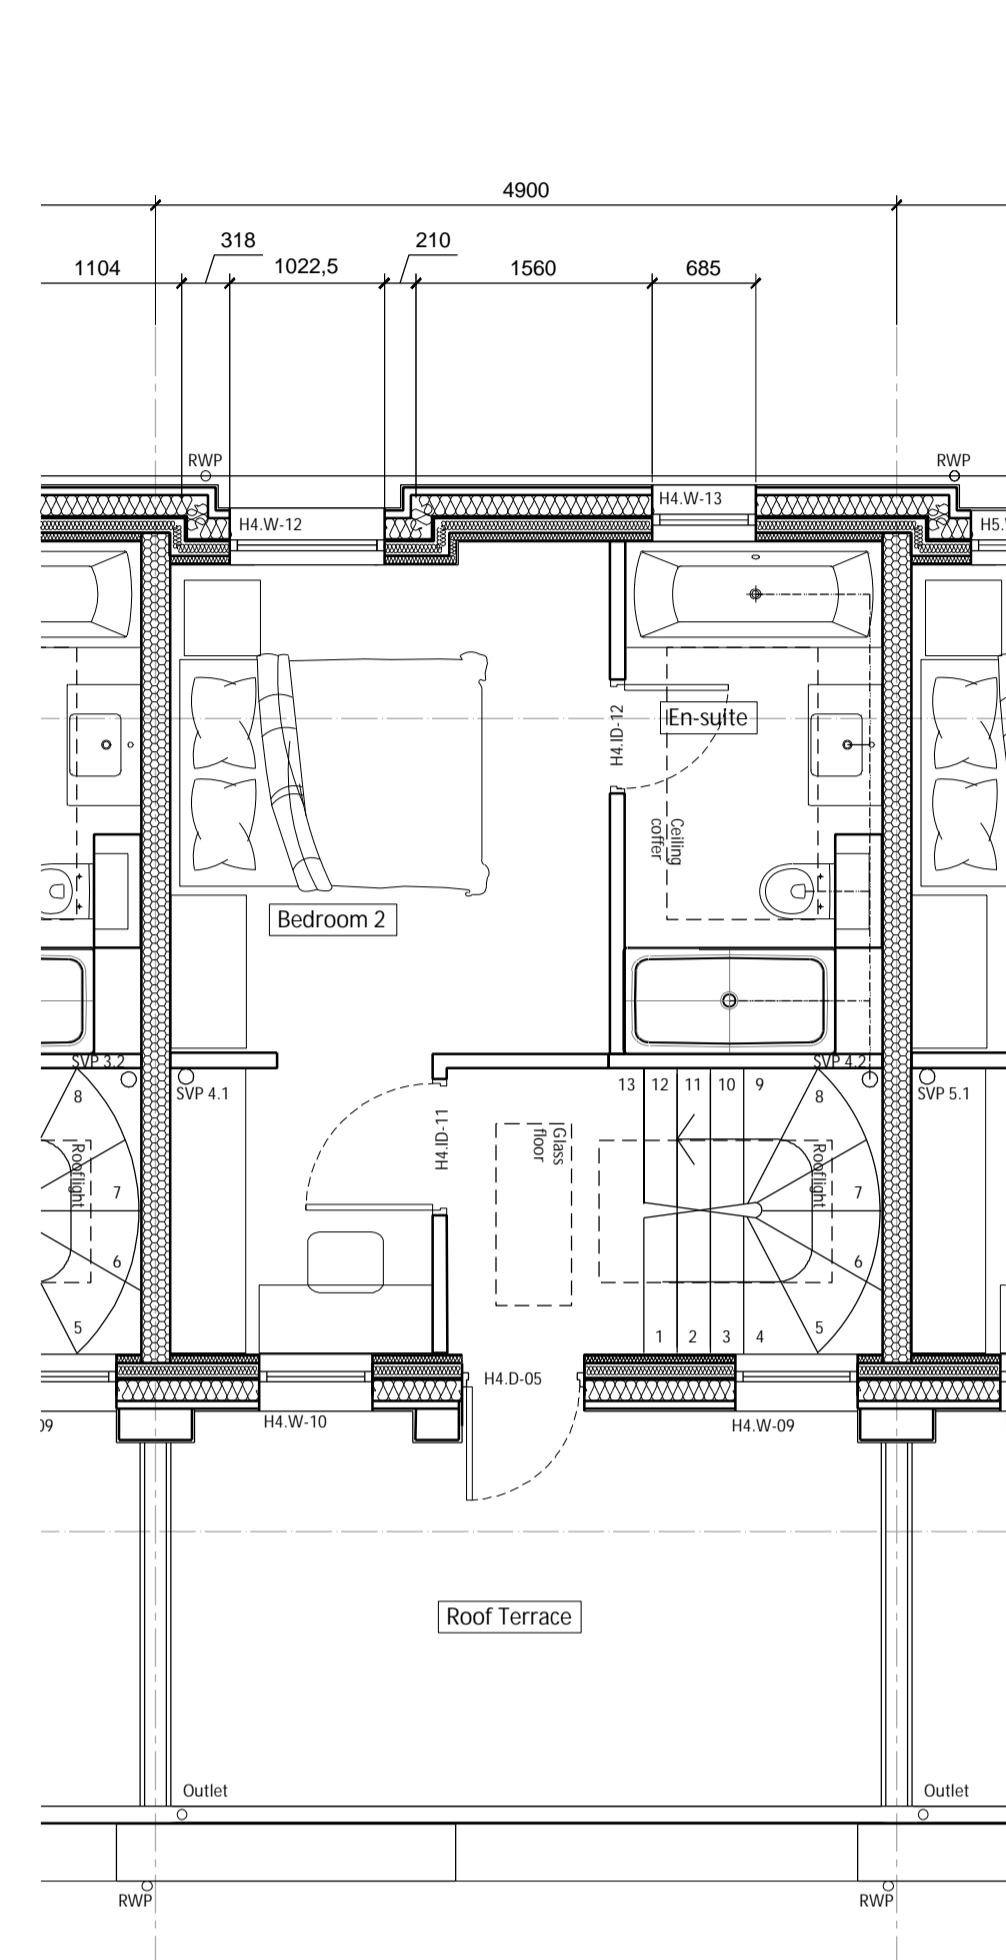 4900
318
210
1104
1022,5
1560
685
RWP
RWP
H4.W-13
H4.W-12
H5.
En-suite
H4.ID-12
Ceiling
coffer
Bedroom 2
SVP 3.2
SVP 4.2
SVP 4.1
SVP 5.1
13
12
11
10
9
8
8
H4.ID-11
Glass
floor
Rooflight
Rooflight
7
7
6
6
5
5
1
2
3
4
H4.D-05
09
H4.W-10
H4.W-09
Roof Terrace
Outlet
Outlet
RWP
RWP